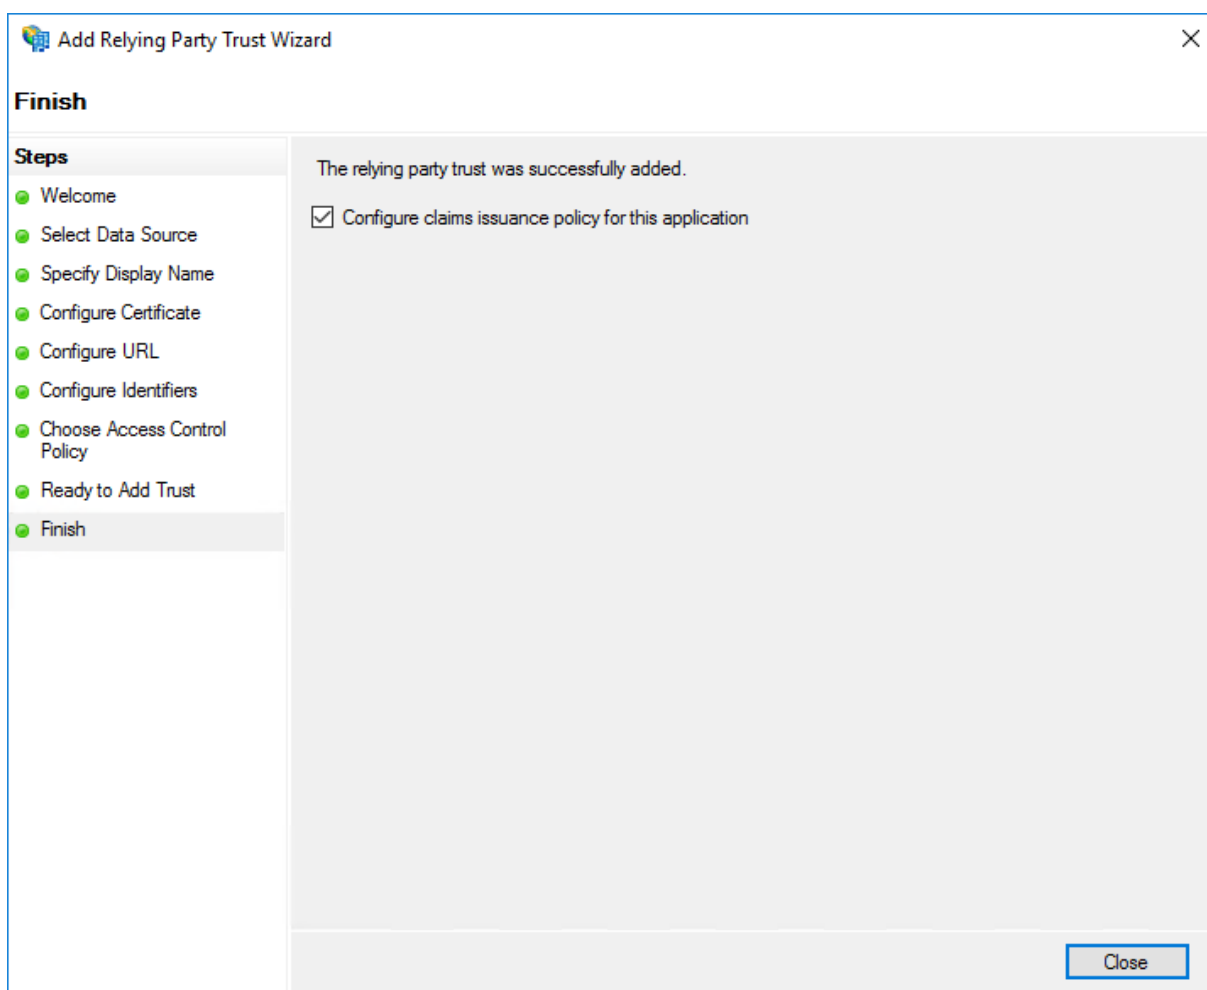 Add Relying Party Trust Wizard
Finish
Steps
Welcome
Select Data Source
Specify Display Name
Configure Certificate
Configure URL
Configure Identifiers
Choose Access Control
Policy
Ready to Add Trust
Finish
The relying party trust was successfully added.
Configure claims issuance policy for this application
Close